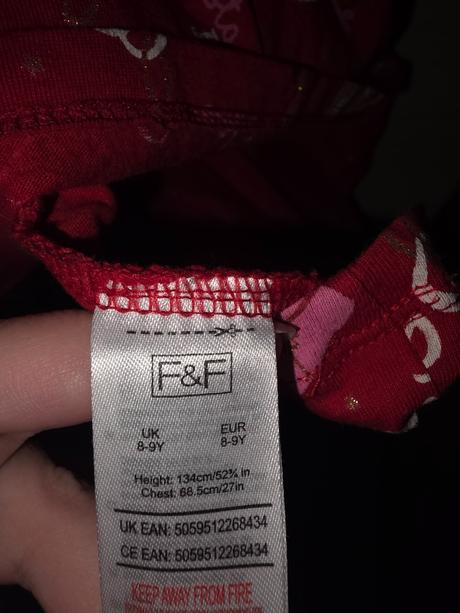 F&F
UK EUR
8-9Y 8-9Y
Height: 134cm/52¾ in
Chest: 68.5cm/27in
UK EAN: 5059512268434
CE EAN: 5059512268434
KEEP AWAY FROM FIRE